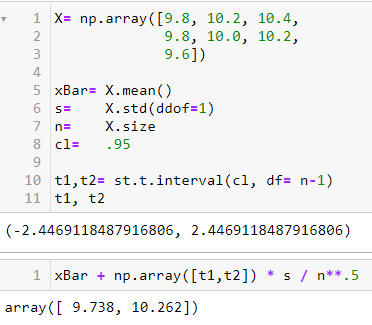 1 X= np.array([9.8, 10.2, 10.4,
2 9.8, 10.0, 10.2,
3 9.6])
4
5 xBar= X.mean()
6 s= X.std(ddof=1)
7 n= X.size
8 cl= .95
9
10 t1,t2= st.t.interval(cl, df= n-1)
11 t1, t2
(-2.4469118487916806, 2.4469118487916806)
1 xBar + np.array([t1,t2]) * s / n**.5
array([ 9.738, 10.262])